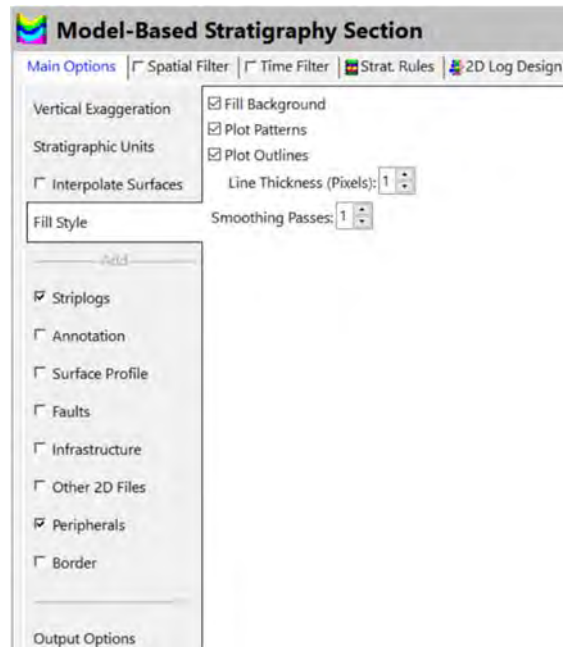 Model-Based Stratigraphy Section
Main Options Spatial Filter Time Filter Strat. Rules 2D Log Design
Vertical Exaggeration
Stratigraphic Units
Interpolate Surfaces
Fill Style
Add
Striplogs
Annotation
Surface Profile
Faults
Infrastructure
Other 2D Files
Peripherals
Border
Output Options
Fill Background
Plot Patterns
Plot Outlines
Line Thickness (Pixels): 1
Smoothing Passes: 1